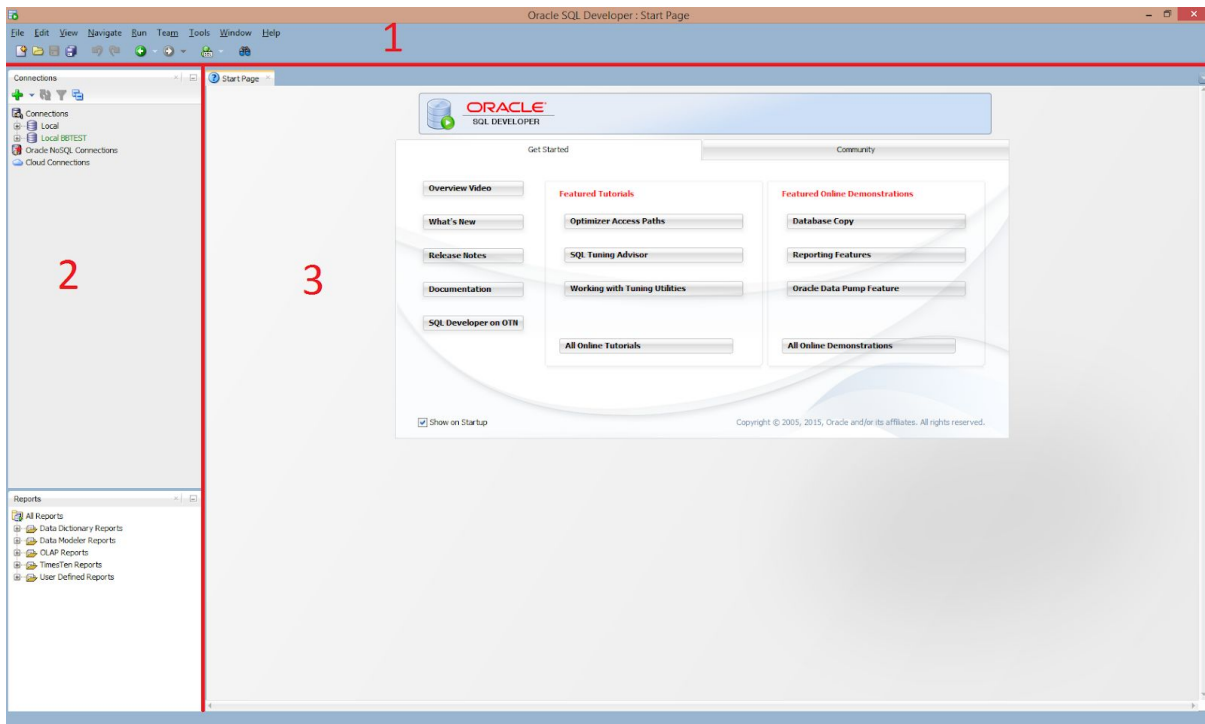 Oracle SQL Developer : Start Page
File Edit View Navigate Run Team Tools Window Help
1
Connections
Connections
Local
Local BBTEST
Oracle NoSQL Connections
Cloud Connections
2
Reports
All Reports
Data Dictionary Reports
Data Modeler Reports
OLAP Reports
TimesTen Reports
User Defined Reports
Start Page
3
ORACLE
SQL DEVELOPER
Get Started
Community
Overview Video
What's New
Release Notes
Documentation
SQL Developer on OTN
Featured Tutorials
Optimizer Access Paths
SQL Tuning Advisor
Working with Tuning Utilities
All Online Tutorials
Featured Online Demonstrations
Database Copy
Reporting Features
Oracle Data Pump Feature
All Online Demonstrations
Show on Startup
Copyright © 2005, 2015, Oracle and/or its affiliates. All rights reserved.